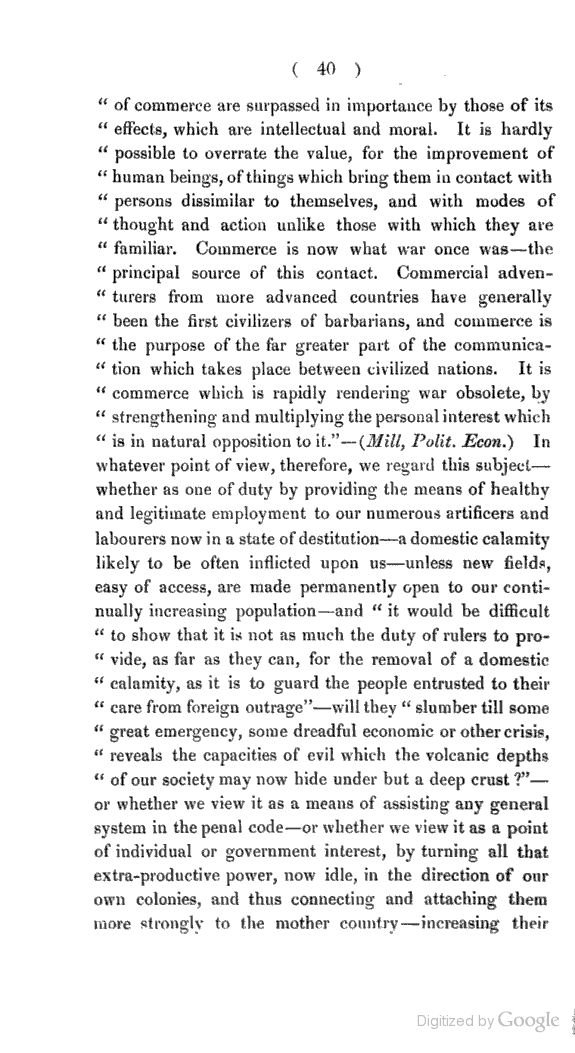 ( 40 )
“ of commerce are surpassed in importance by those of its
“ effects, which are intellectual and moral. It is hardly
“ possible to overrate the value, for the improvement of
“ human beings, of things which bring them in contact with
“ persons dissimilar to themselves, and with modes of
“ thought and action unlike those with which they are
“ familiar. Commerce is now what war once was—the
“ principal source of this contact. Commercial adven-
“ turers from more advanced countries have generally
“ been the first civilizers of barbarians, and commerce is
“ the purpose of the far greater part of the communica-
“ tion which takes place between civilized nations. It is
“ commerce which is rapidly rendering war obsolete, by
“ strengthening and multiplying the personal interest which
“ is in natural opposition to it.”—(Mill, Polit. Econ.) In
whatever point of view, therefore, we regard this subject—
whether as one of duty by providing the means of healthy
and legitimate employment to our numerous artificers and
labourers now in a state of destitution—a domestic calamity
likely to be often inflicted upon us—unless new fields,
easy of access, are made permanently open to our conti-
nually increasing population—and “ it would be difficult
“ to show that it is not as much the duty of rulers to pro-
“ vide, as far as they can, for the removal of a domestic
“ calamity, as it is to guard the people entrusted to their
“ care from foreign outrage”—will they “ slumber till some
“ great emergency, some dreadful economic or other crisis,
“ reveals the capacities of evil which the volcanic depths
“ of our society may now hide under but a deep crust ?”—
or whether we view it as a means of assisting any general
system in the penal code—or whether we view it as a point
of individual or government interest, by turning all that
extra-productive power, now idle, in the direction of our
own colonies, and thus connecting and attaching them
more strongly to the mother country—increasing their
Digitized by Google